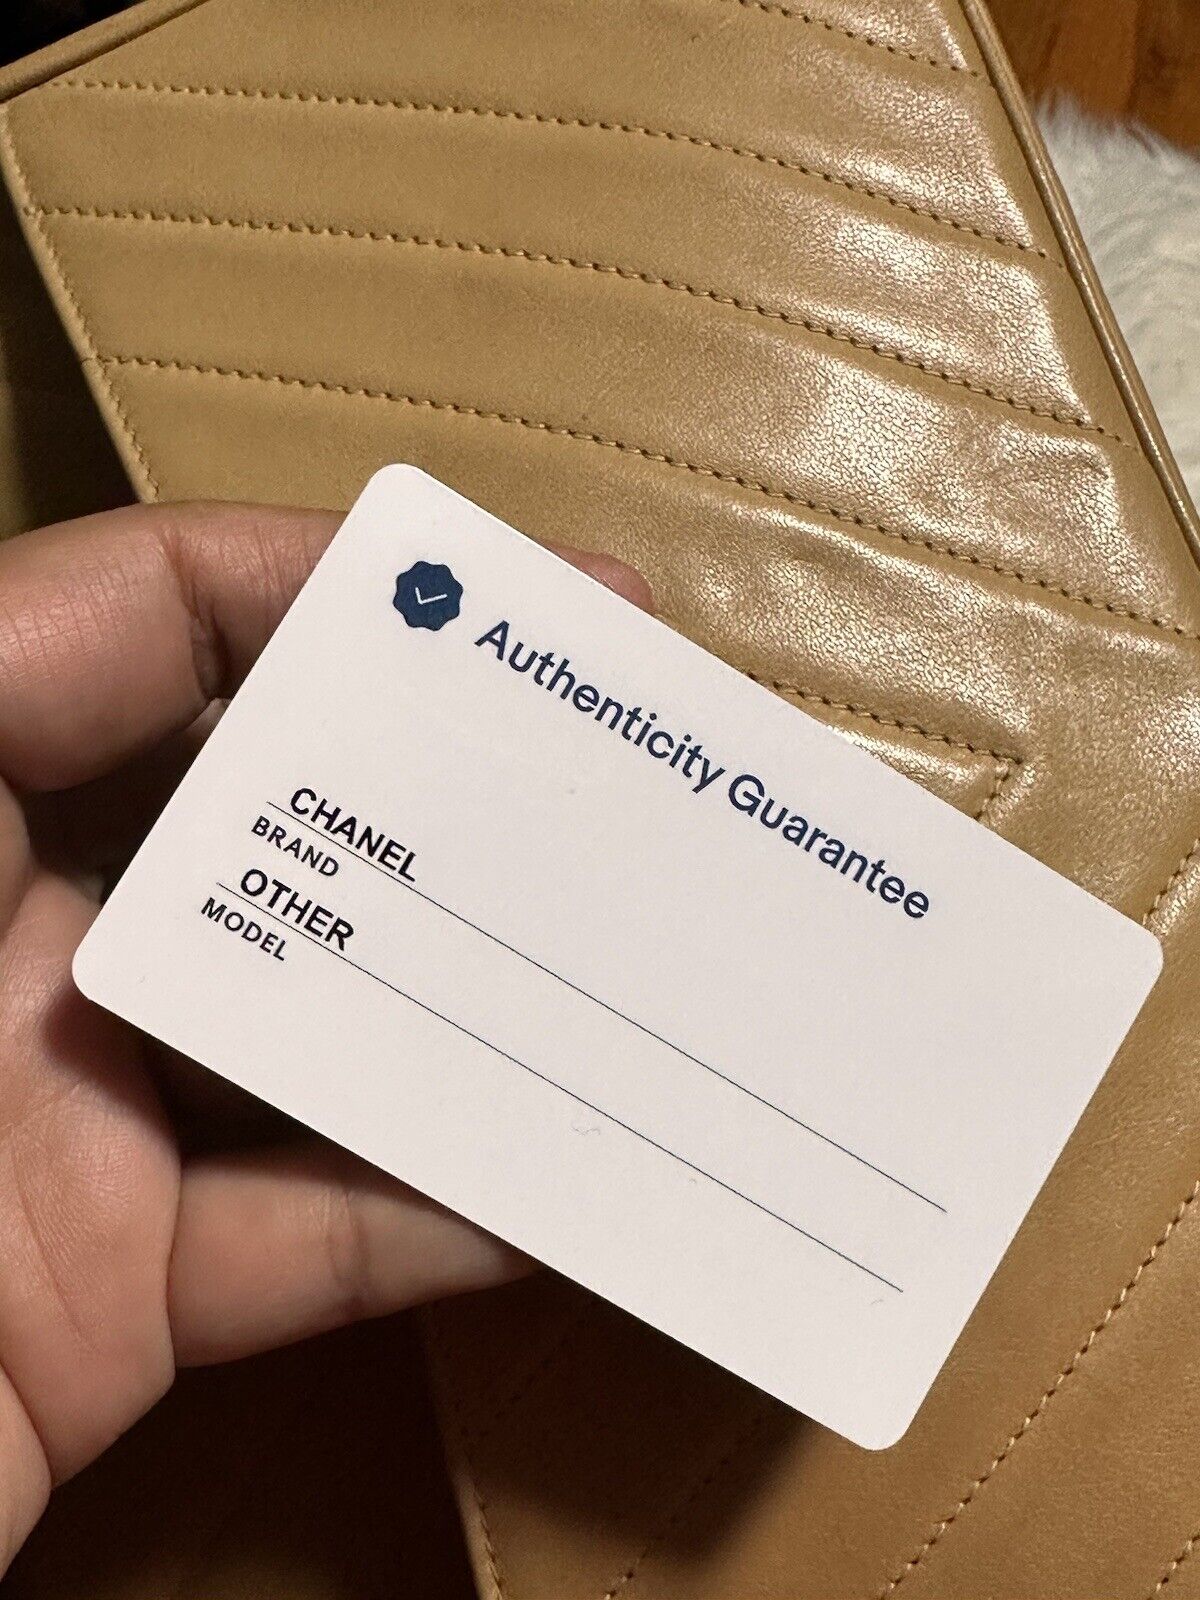 Authenticity Guarantee
CHANEL
BRAND
OTHER
MODEL